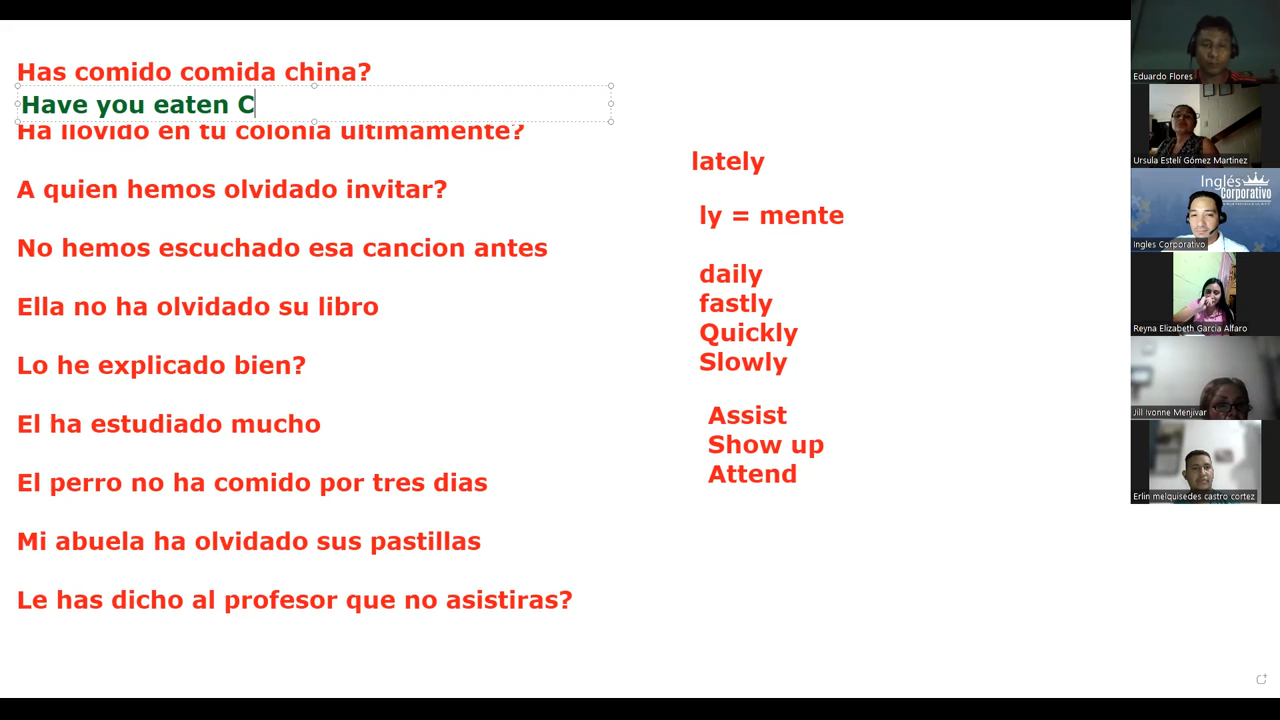 Has comido comida china?
Have you eaten C
Ha llovido en tu colonia ultimamente?
A quien hemos olvidado invitar?
No hemos escuchado esa cancion antes
Ella no ha olvidado su libro
Lo he explicado bien?
El ha estudiado mucho
El perro no ha comido por tres dias
Mi abuela ha olvidado sus pastillas
Le has dicho al profesor que no asistiras?
lately
ly = mente
daily
fastly
Quickly
Slowly
Assist
Show up
Attend
Eduardo Flores
Ursula Estelí Gómez Martinez
Inglés
Corporativo
Ingles Corporativo
Reyna Elizabeth Garcia Alfaro
Jill Ivonne Menjivar
Erlin melquisedes castro cortez